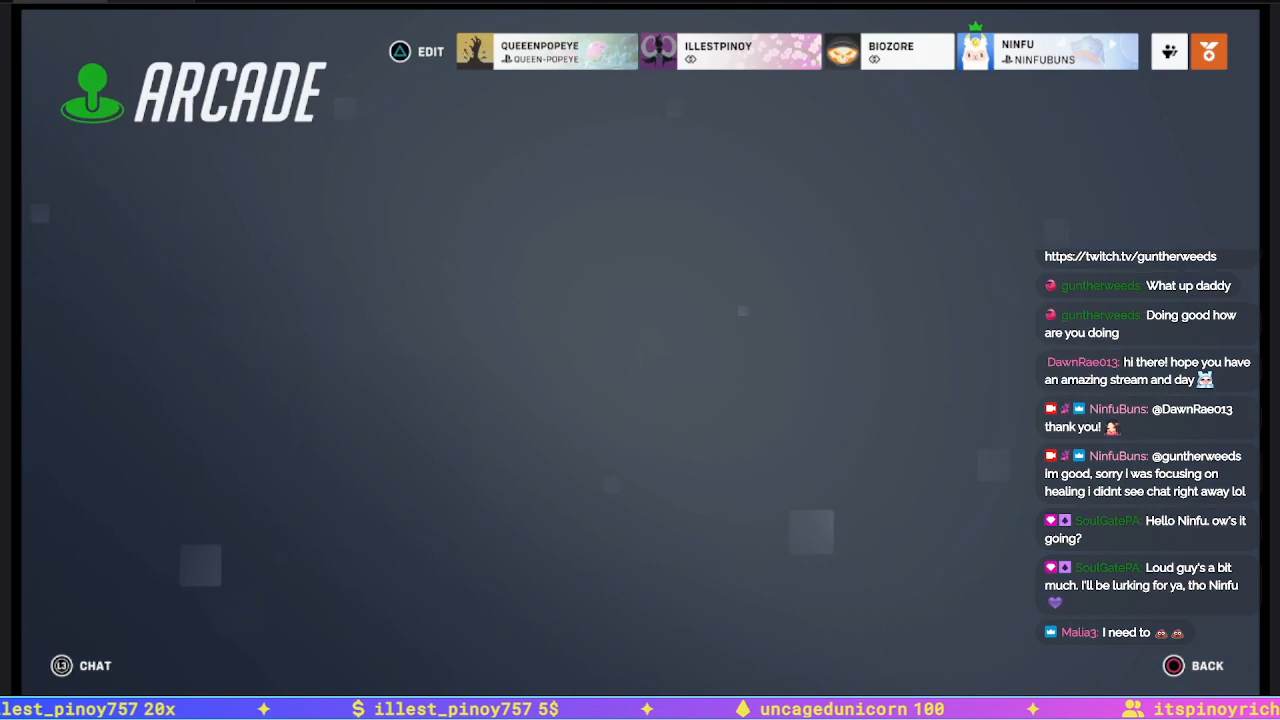 ARCADE
EDIT
QUEEENPOPEYE
QUEEN-POPEYE
ILLESTPINOY
BIOZORE
NINFU
NINFUBUNS
https://twitch.tv/guntherweeds
guntherweeds: What up daddy
guntherweeds: Doing good how
are you doing
DawnRae013: hi there! hope you have
an amazing stream and day
NinfuBuns: @DawnRae013
thank you!
NinfuBuns: @guntherweeds
Im good, sorry i was focusing on
healing i didnt see chat right away lol
SoulGatePA: Hello Ninfu. ow's it
going?
SoulGatePA: Loud guy's a bit
much. I'll be lurking for ya, tho Ninfu
Malia3: I need to
L3 CHAT
BACK
llest_pinoy757 20x
$ illest_pinoy757 5$
uncagedunicorn 100
itspinoyrich